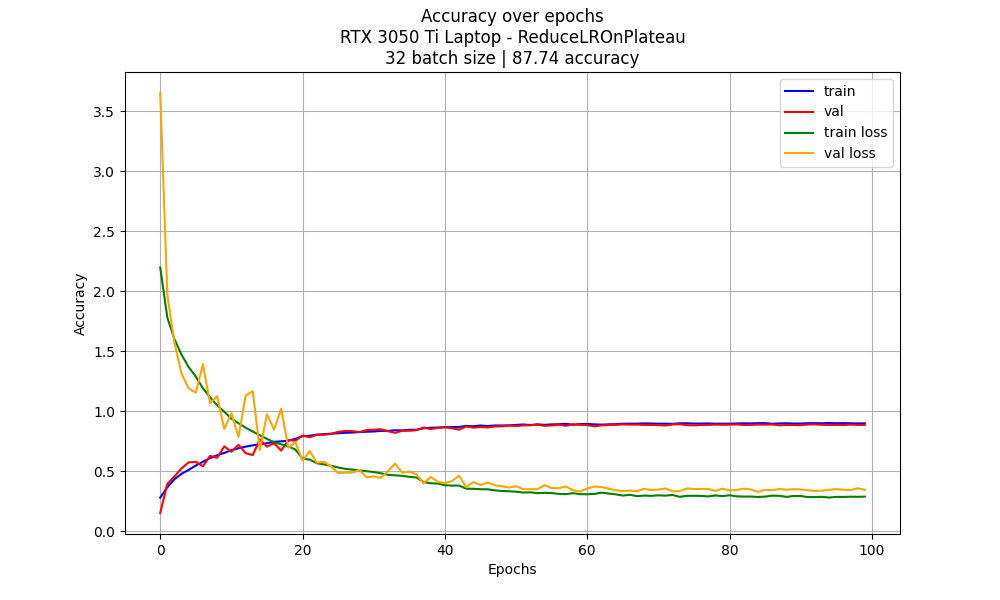 Accuracy over epochs
RTX 3050 Ti Laptop - ReduceLROnPlateau
32 batch size | 87.74 accuracy
train
val
train loss
val loss
3.5
3.0
2.5
2.0
1.5
1.0
0.5
0.0
Accuracy
0 20 40 60 80 100
Epochs